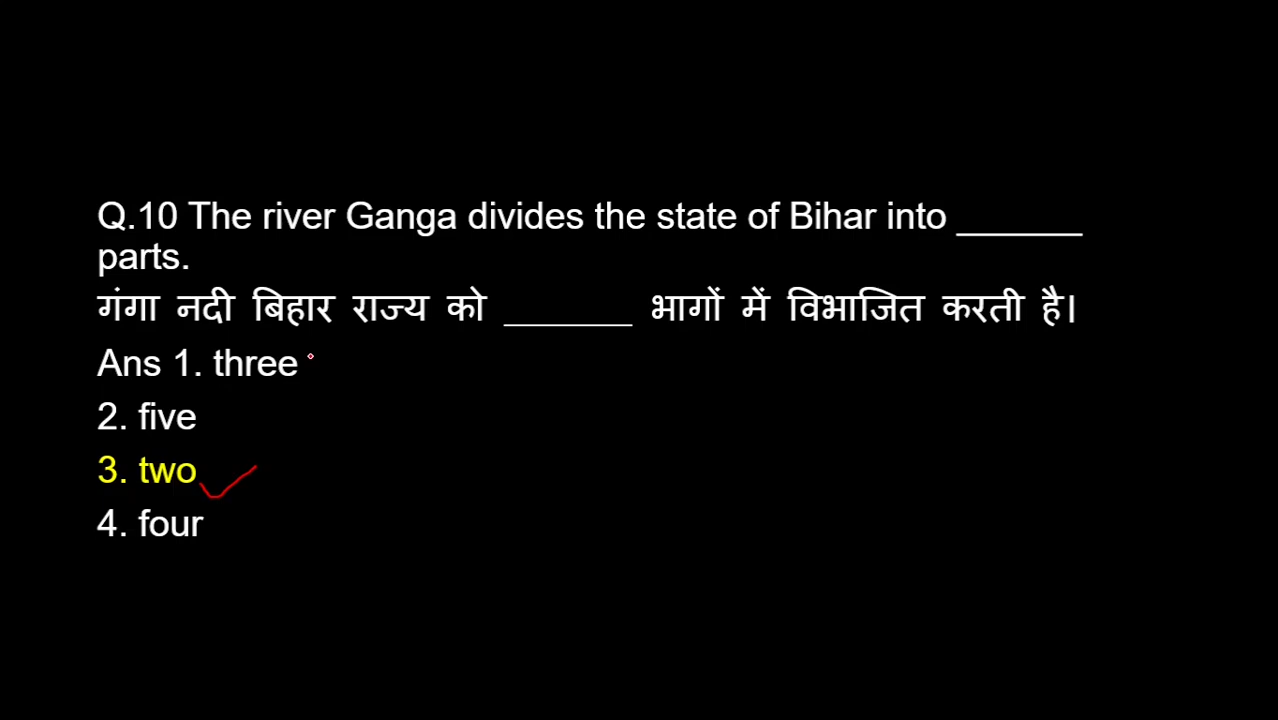 Q.10 The river Ganga divides the state of Bihar into _______
parts.
गंगा नदी बिहार राज्य को _______ भागों में विभाजित करती है।
Ans 1. three
2. five
3. two
4. four